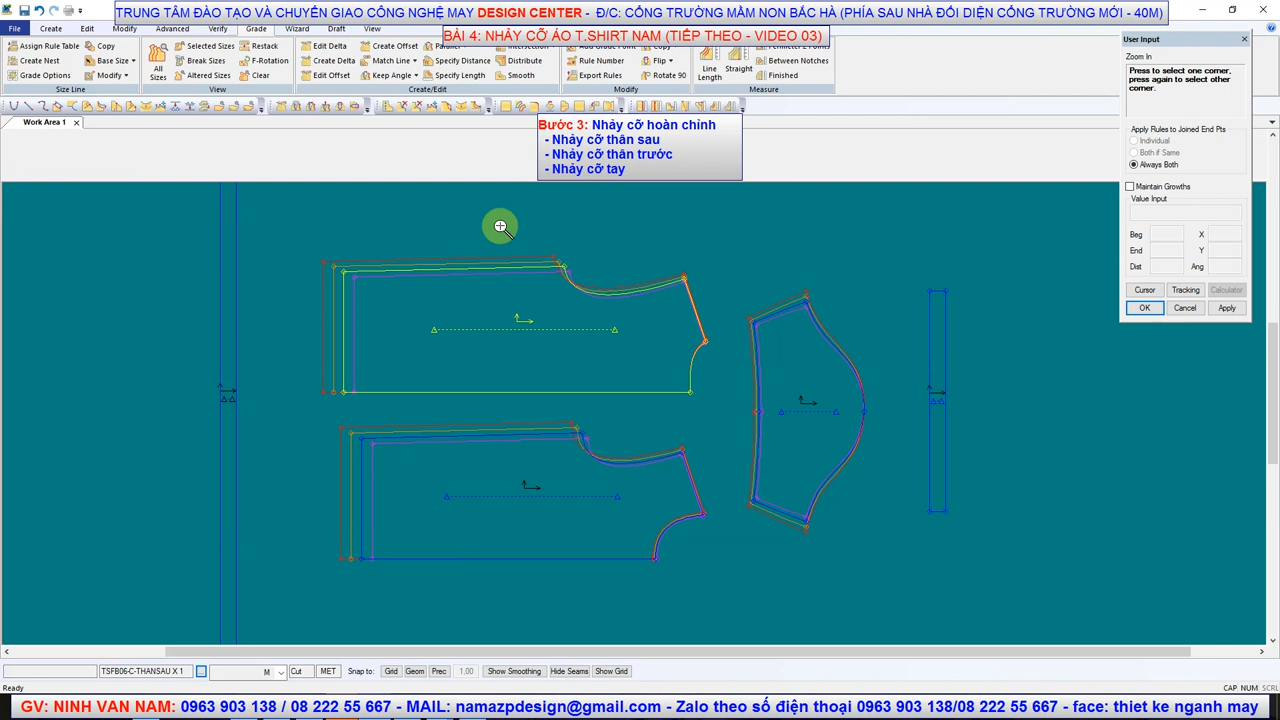 TRUNG TÂM ĐÀO TẠO VÀ CHUYỂN GIAO CÔNG NGHỆ MAY DESIGN CENTER - Đ/C: CỔNG TRƯỜNG MẦM NON BẮC HÀ (PHÍA SAU NHÀ ĐỐI DIỆN CỔNG TRƯỜNG MỚI - 40M)
File Create Edit Advanced Verify Grade Wizard Draft View
BÀI 4: NHẢY CỠ ÁO T.SHIRT NAM (TIẾP THEO - VIDEO 03)
Assign Rule Table Copy Selected Sizes Restack Edit Delta Create Offset Parallel
Create Nest Base Size Break Sizes F-Rotation Create Delta Match Line Distribute Rule Number Flip Between Notches
Grade Options Modify Altered Sizes Clear Edit Offset Keep Angle Specify Length Smooth Export Rules Rotate 90 Finished
All Sizes
Line Length
Straight
Size Line View Create/Edit Modify Measure
Work Area 1
Bước 3: Nhảy cỡ hoàn chỉnh
- Nhảy cỡ thân sau
- Nhảy cỡ thân trước
- Nhảy cỡ tay
User Input
Zoom In
Press to select one corner,
press again to select other
corner.
Apply Rules to Joined End Pts
Individual
Both if Same
Always Both
Maintain Growths
Value Input
Beg X
End Y
Dist Ang
Cursor Tracking Calculator
OK Cancel Apply
TSFB06-C-THANSAU X 1 ... M Cut MET Snap to: Grid Geom Prec 1,00 Show Smoothing Hide Seams Show Grid
Ready CAP NUM SCRL
GV: NINH VAN NAM: 0963 903 138 / 08 222 55 667 - MAIL: namazpdesign@gmail.com - Zalo theo số điện thoại 0963 903 138/08 222 55 667 - face: thiet ke nganh may